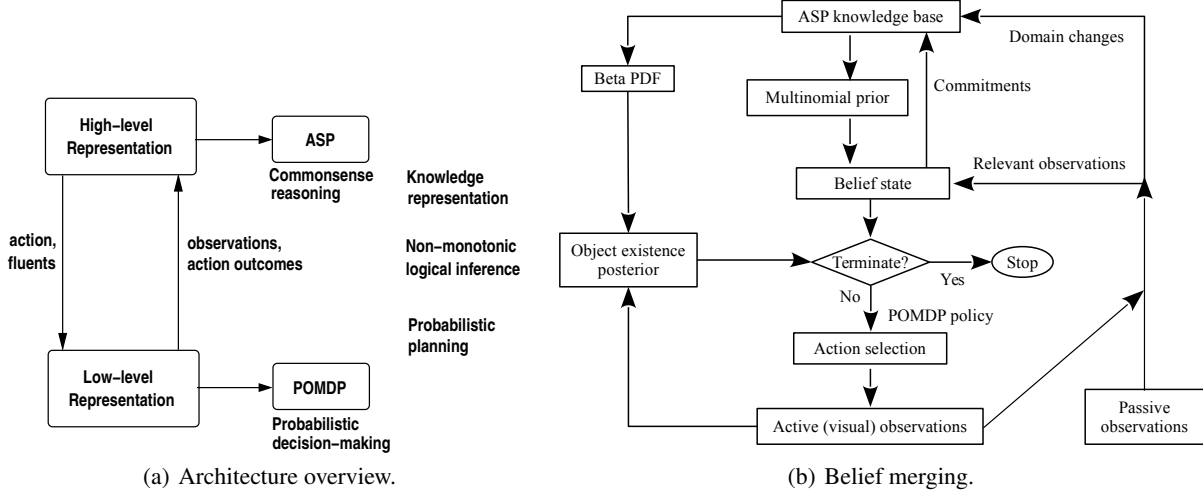 High–level
Representation
ASP
Commonsense
reasoning
Knowledge
representation
action,
fluents
observations,
action outcomes
Non–monotonic
logical inference
Probabilistic
planning
Low–level
Representation
POMDP
Probabilistic
decision–making
(a) Architecture overview.
ASP knowledge base
Domain changes
Beta PDF
Commitments
Multinomial prior
Relevant observations
Belief state
Object existence
posterior
Terminate?
Stop
Yes
No
POMDP policy
Action selection
Active (visual) observations
Passive
observations
(b) Belief merging.